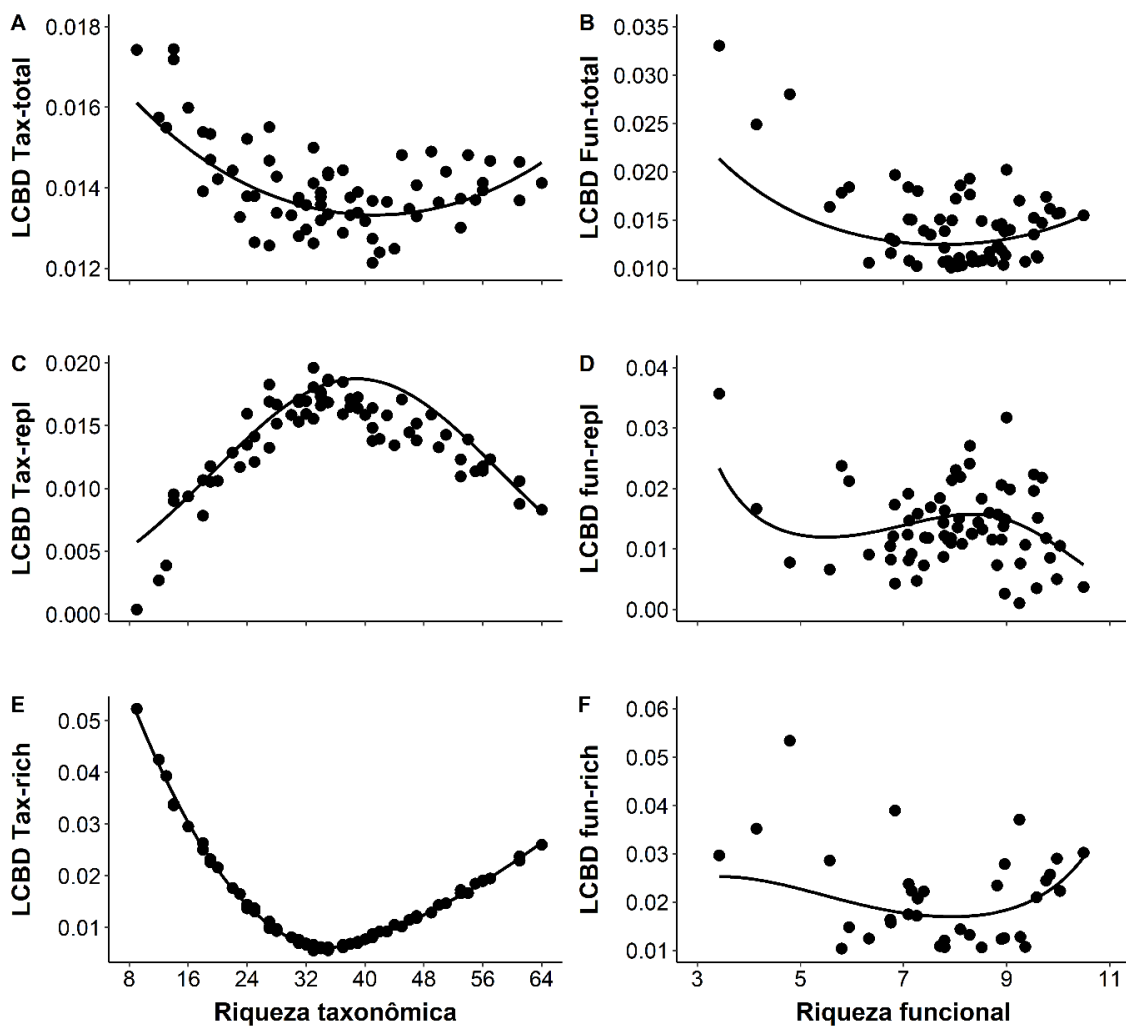 A
LCBD Tax-total
0.018
0.016
0.014
0.012
B
LCBD Fun-total
0.035
0.030
0.025
0.020
0.015
0.010
C
LCBD Tax-repl
0.020
0.015
0.010
0.005
0.000
D
LCBD fun-repl
0.04
0.03
0.02
0.01
0.00
E
LCBD Tax-rich
0.05
0.04
0.03
0.02
0.01
8 16 24 32 40 48 56 64
Riqueza taxonômica
F
LCBD fun-rich
0.06
0.05
0.04
0.03
0.02
0.01
3 5 7 9 11
Riqueza funcional